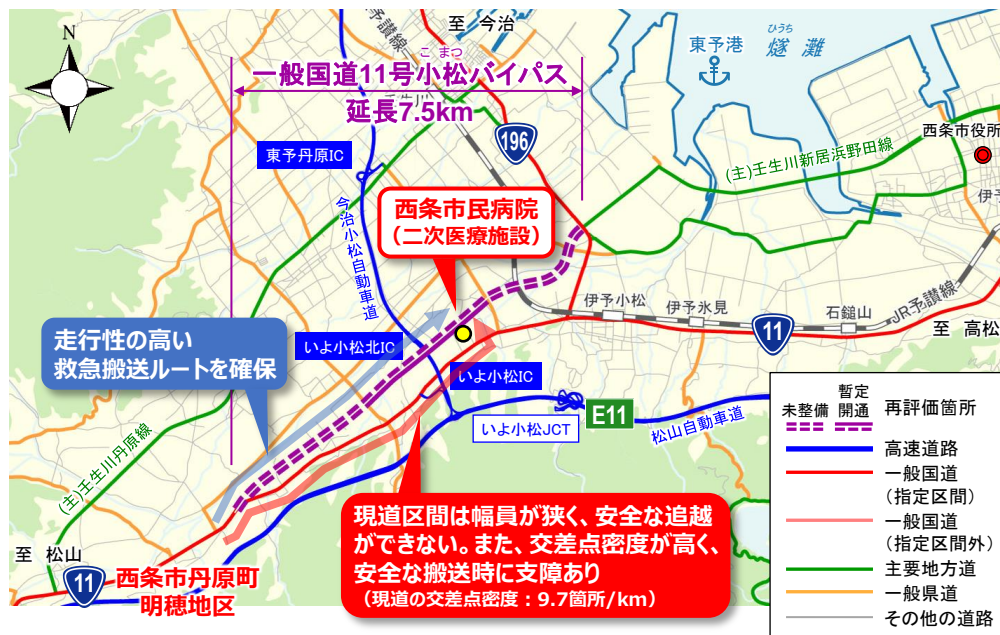 至 今治
N
こ まつ
一般国道11号小松バイパス
延長7.5km
JR予讃線
壬生川
ひうち
燧 灘
東予港
西条市役所
196
東予丹原IC
(主)壬生川新居浜野田線
今治小松自動車道
西条市民病院
（二次医療施設）
伊予小松
伊予氷見
石鎚山
JR予讃線
11
至 高松
走行性の高い
救急搬送ルートを確保
いよ小松北IC
いよ小松IC
いよ小松JCT
E11
松山自動車道
(主)壬生川丹原線
至 松山
11
西条市丹原町
明穂地区
現道区間は幅員が狭く、安全な追越
ができない。また、交差点密度が高く、
安全な搬送時に支障あり
（現道の交差点密度：9.7箇所/km）
未整備
暫定
開通
再評価箇所
高速道路
一般国道
（指定区間）
一般国道
（指定区間外）
主要地方道
一般県道
その他の道路